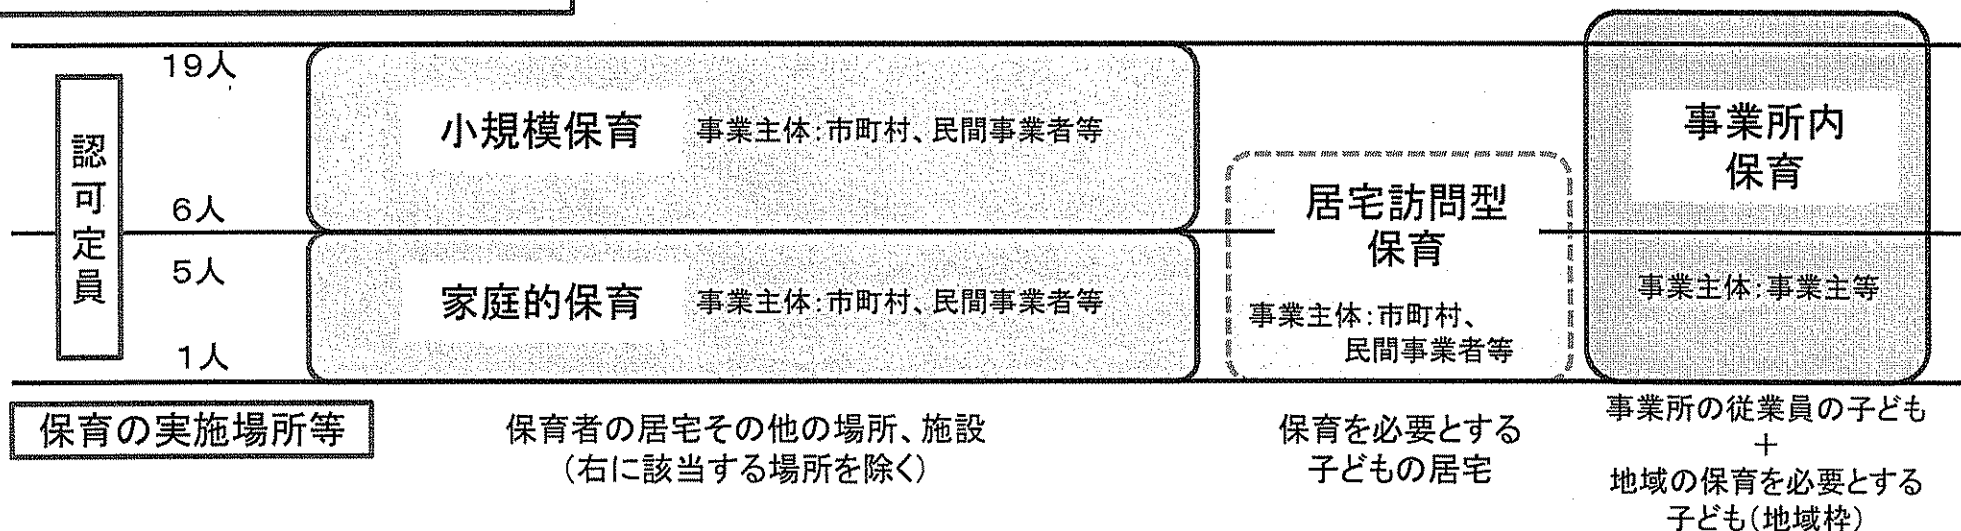 認可定員
19人
6人
5人
1人
小規模保育 事業主体:市町村、民間事業者等
家庭的保育 事業主体:市町村、民間事業者等
居宅訪問型
保育
事業主体:市町村、
民間事業者等
事業所内
保育
事業主体:事業主等
保育の実施場所等
保育者の居宅その他の場所、施設
(右に該当する場所を除く)
保育を必要とする
子どもの居宅
事業所の従業員の子ども
+
地域の保育を必要とする
子ども(地域枠)